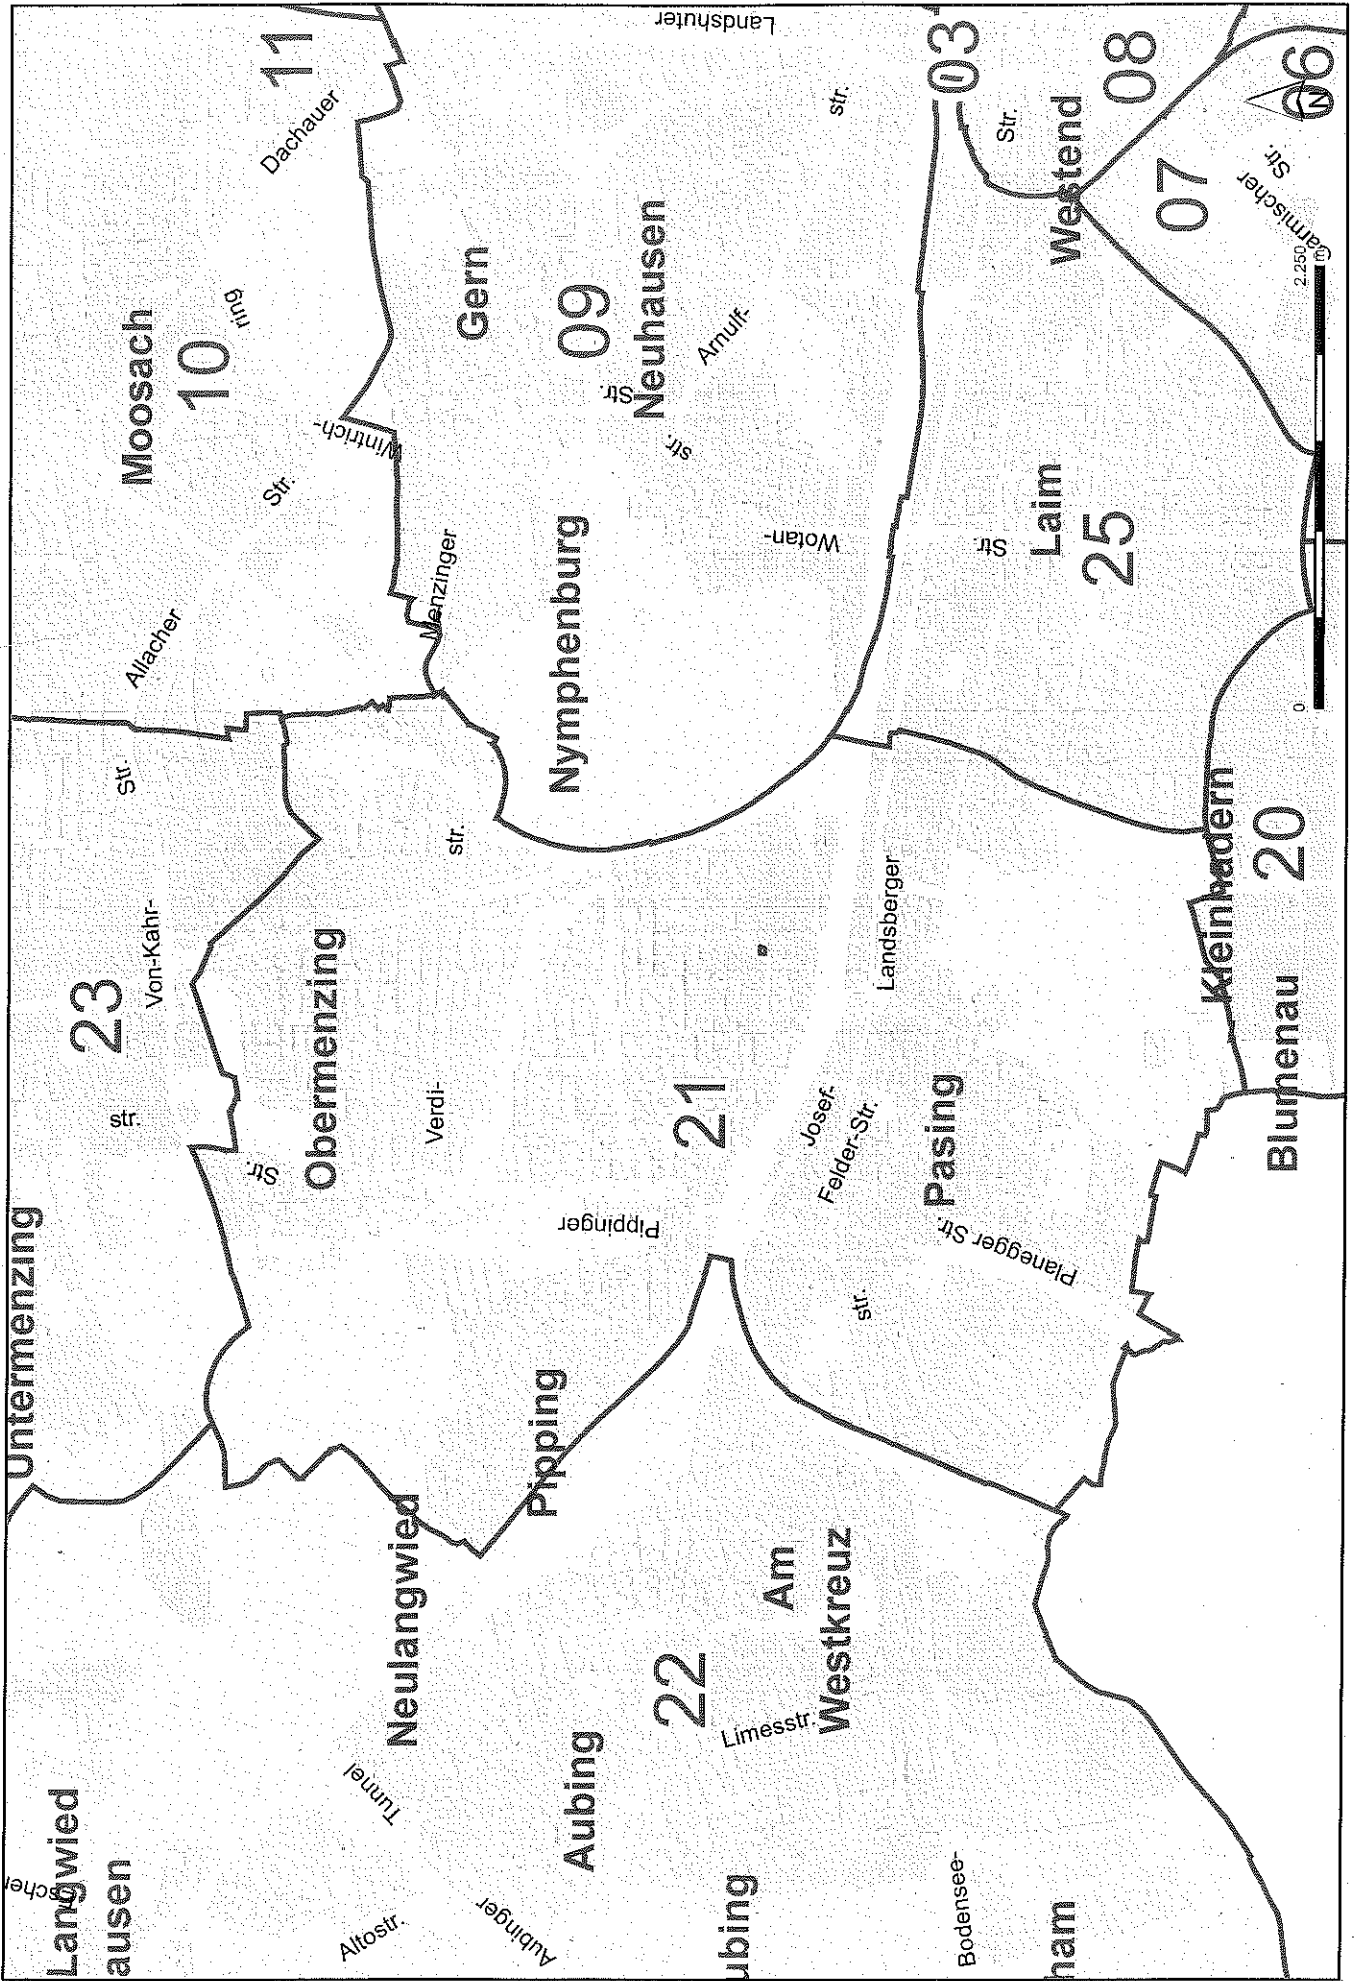 Langwied
ausen
Untermenzing
23
Str.
Von-Kahr-
str.
Allacher
Moosach
10
ring
Str.
Dachauer
11
Wintrich-
Menzinger
Tunnel
Altostr.
Aubinger
Neulangwied
Str.
Obermenzing
Verdi-
str.
Gern
09
Neuhausen
Str.
str.
Arnulf-
Landshuter
str.
Nymphenburg
Wotan-
Pipping
Pippinger
Aubing
ubing
22
Limesstr.
Am
Westkreuz
21
Josef-
Felder-Str.
Landsberger
str.
Pasing
Planegger Str.
Bodensee-
ham
Str.
Laim
25
03
Str.
Westend
08
07
06
N
Garmischer
Str.
Kleinhadern
20
Blumenau
0
2.250
m